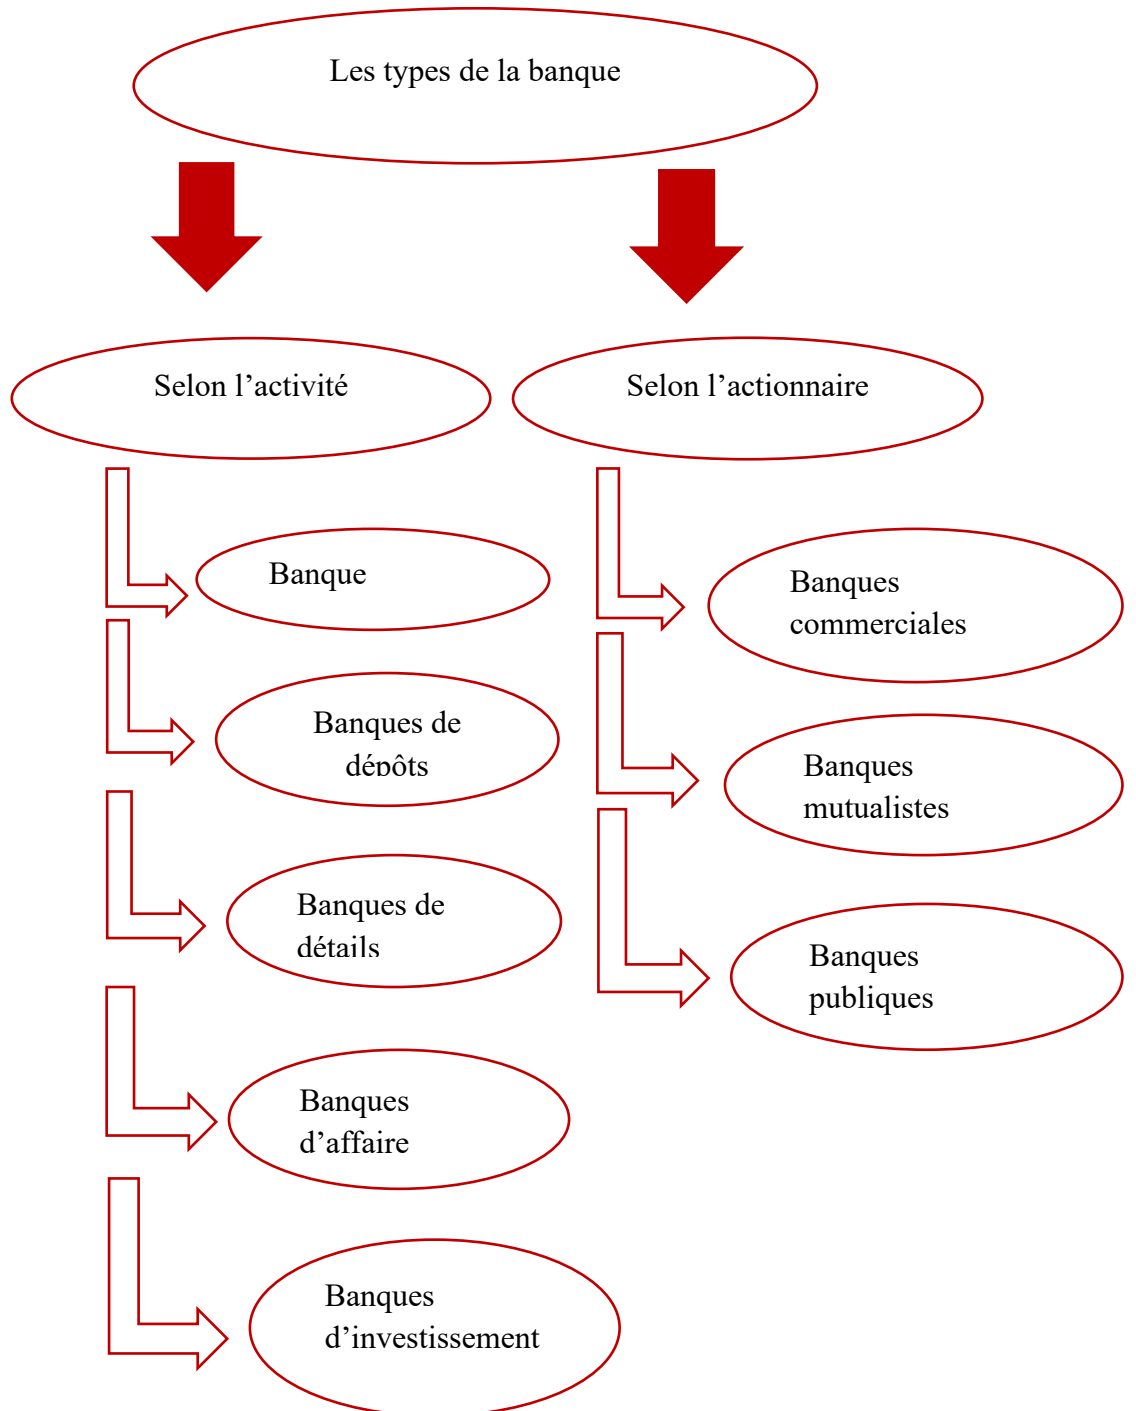 Les types de la banque
Selon l’activité
Selon l’actionnaire
Banque
Banques de
dépôts
Banques de
détails
Banques
d’affaire
Banques
d’investissement
Banques
commerciales
Banques
mutualistes
Banques
publiques